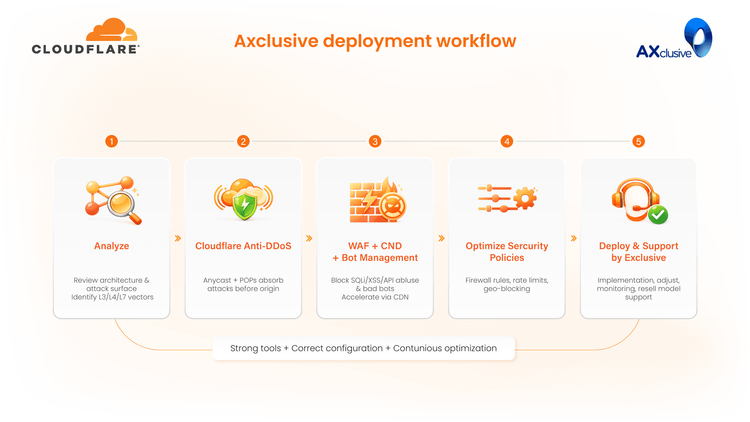 CLOUDFLARE
Axclusive deployment workflow
AXclusive
1
2
3
4
5
Analyze
Review architecture &
attack surface
Identify L3/L4/L7 vectors
Cloudflare Anti-DDoS
Anycast + POPs absorb
attacks before origin
WAF + CND
+ Bot Management
Block SQLi/XSS/API abluse
& bad bots
Accelerate via CDN
Optimize Sercurity
Policies
Firewall rules, rate limits,
geo-blocking
Deploy & Support
by Exclusive
Implementation, adjust,
monitoring, resell model
support
Strong tools + Correct configuration + Contunious optimization